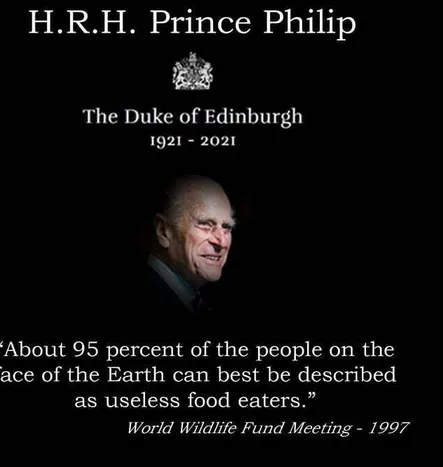 H.R.H. Prince Philip
The Duke of Edinburgh
1921 - 2021
“About 95 percent of the people on the
face of the Earth can best be described
as useless food eaters.”
World Wildlife Fund Meeting - 1997